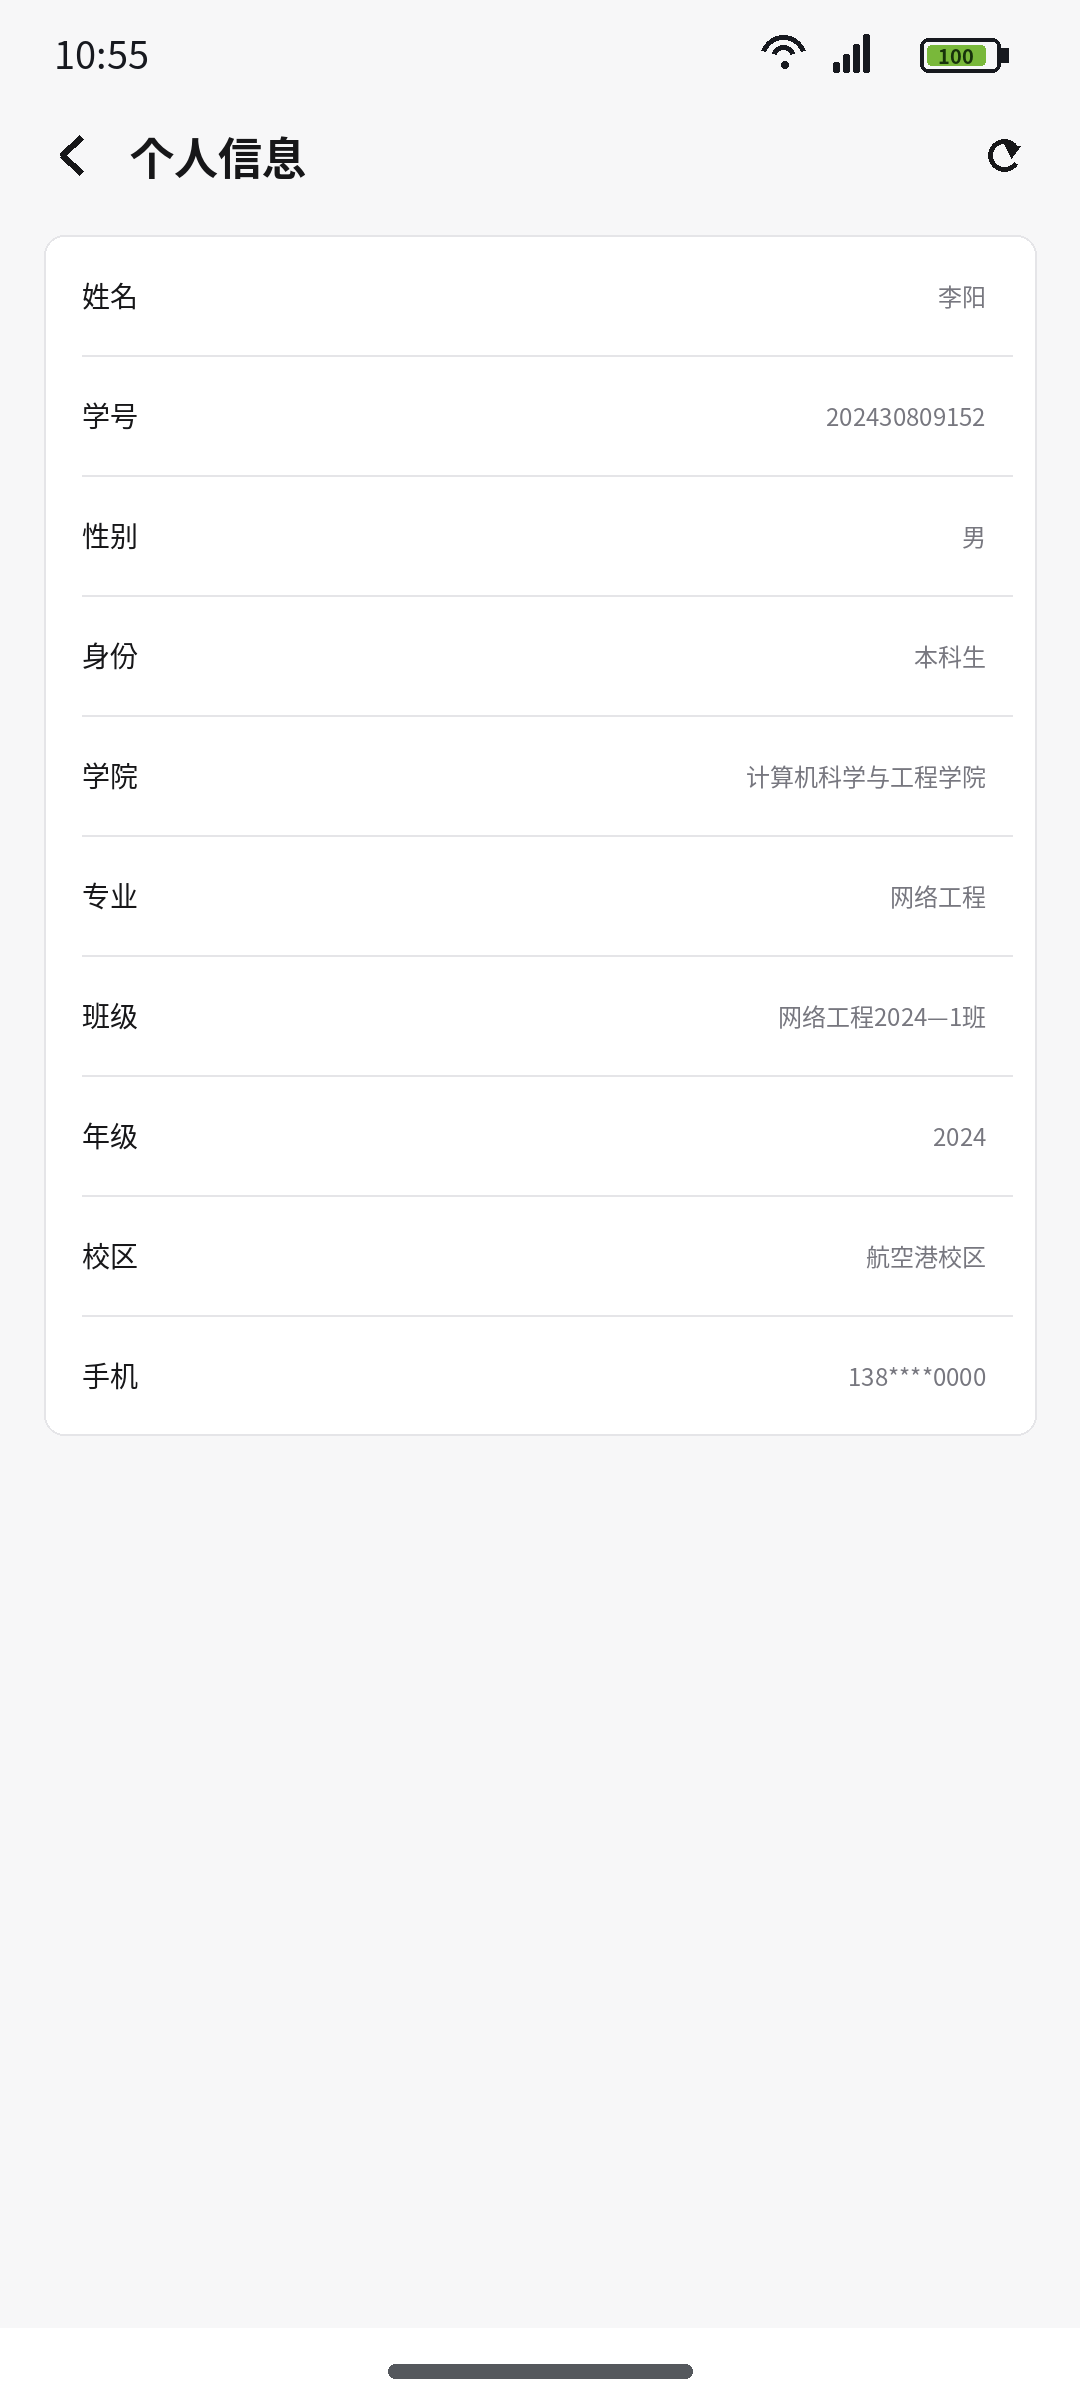 10:55
100
个人信息
姓名 李阳
学号 202430809152
性别 男
身份 本科生
学院 计算机科学与工程学院
专业 网络工程
班级 网络工程2024—1班
年级 2024
校区 航空港校区
手机 138****0000